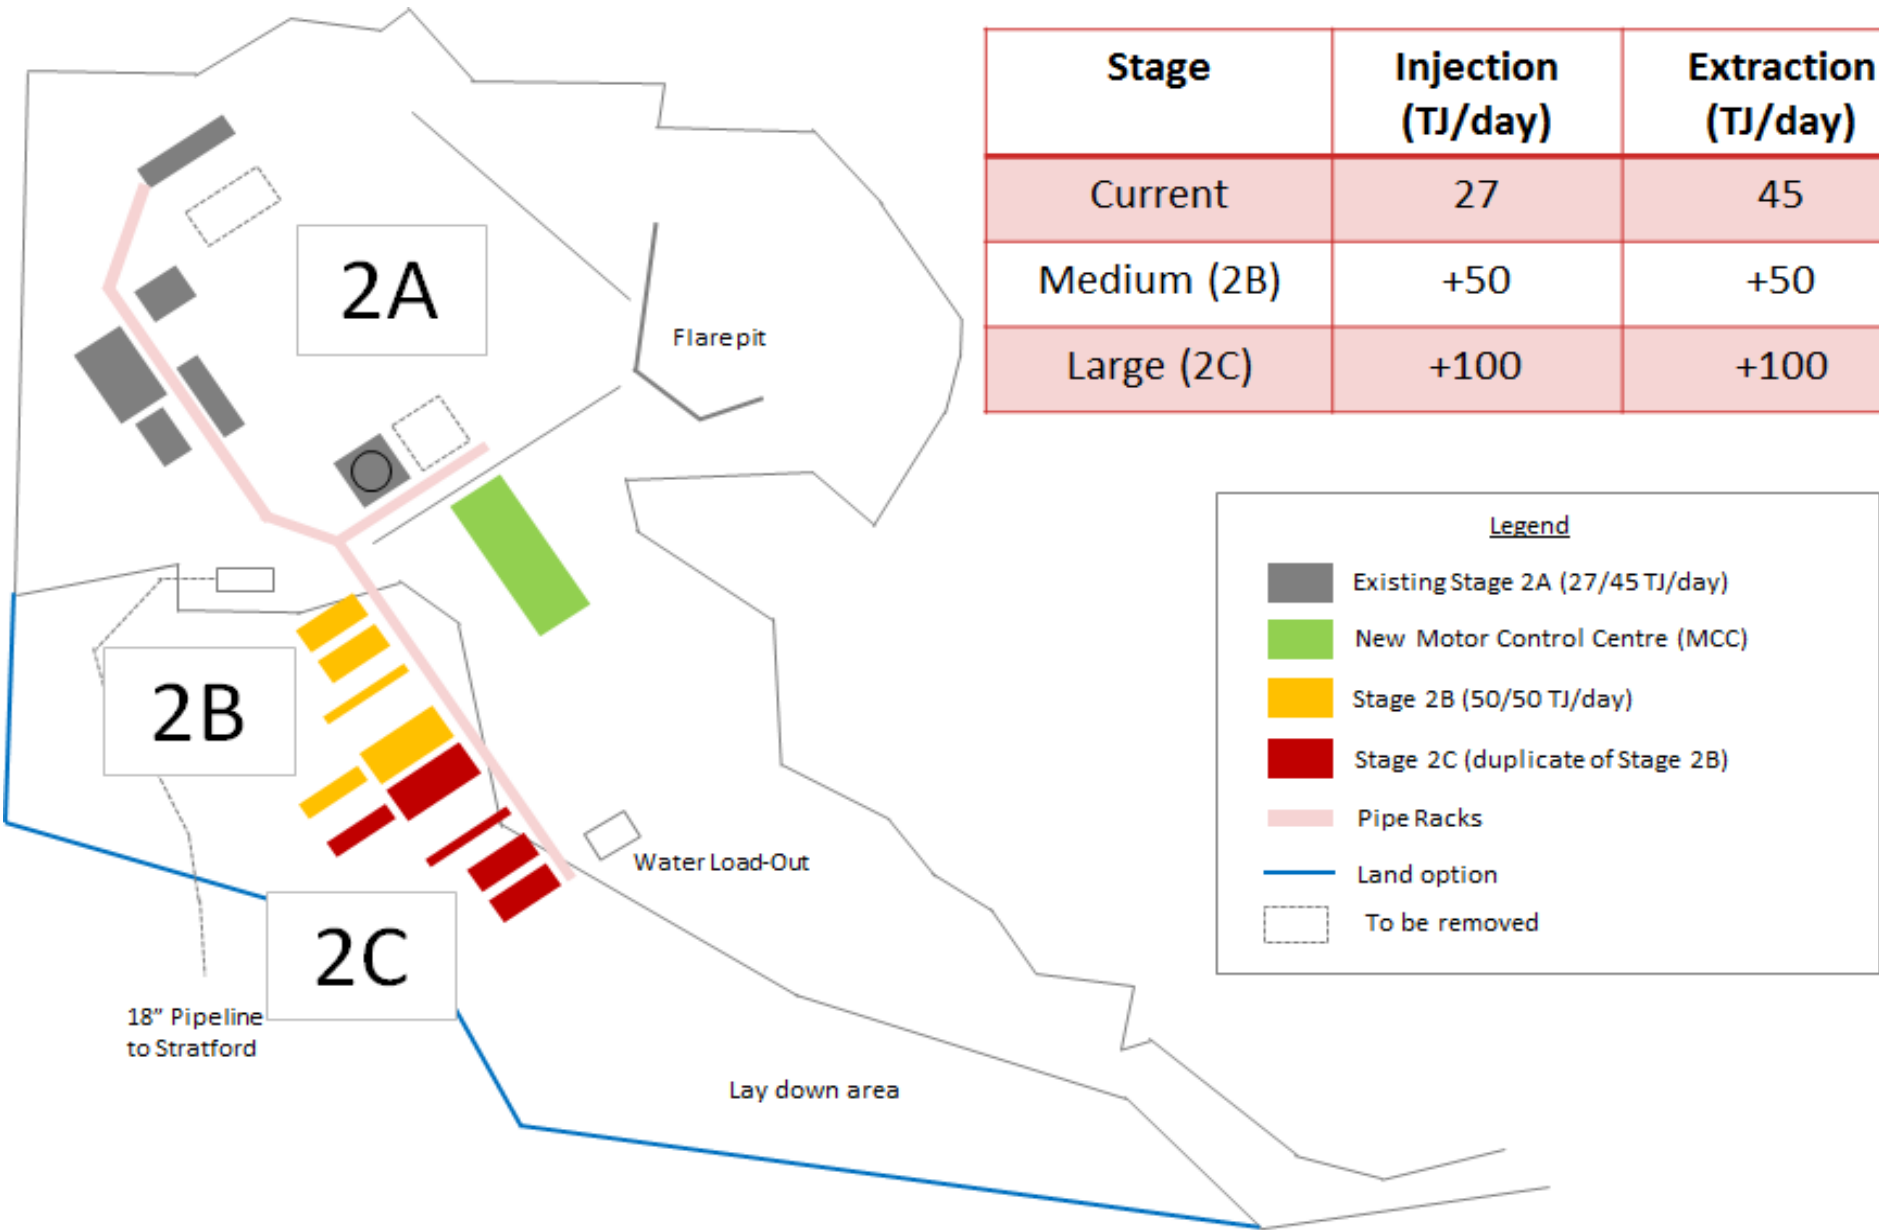 Stage Injection (TJ/day) Extraction (TJ/day)
Current 27 45
Medium (2B) +50 +50
Large (2C) +100 +100
2A
Flare pit
Legend
Existing Stage 2A (27/45 TJ/day)
New Motor Control Centre (MCC)
Stage 2B (50/50 TJ/day)
Stage 2C (duplicate of Stage 2B)
Pipe Racks
Land option
To be removed
2B
Water Load-Out
2C
18” Pipeline
to Stratford
Lay down area